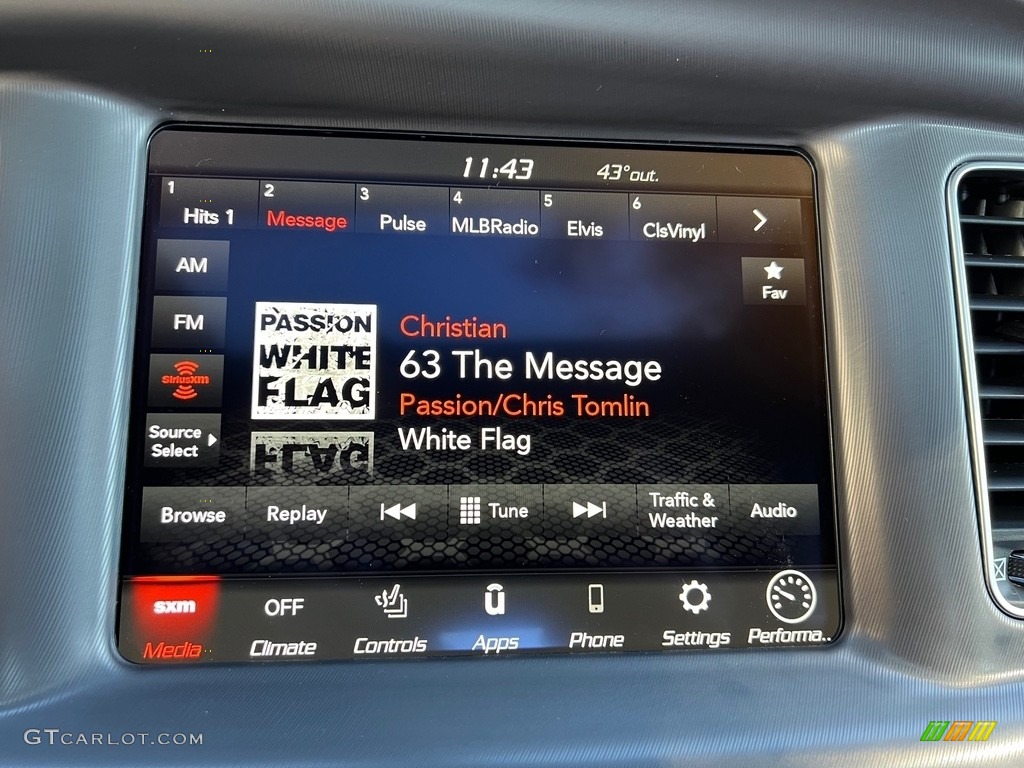 11:43 43°out.
1 2 3 4 5 6
Hits 1 Message Pulse MLBRadio Elvis ClsVinyl
AM
Fav
FM
PASSION
WHITE
FLAG
Christian
63 The Message
Passion/Chris Tomlin
White Flag
SiriusXM
Source
Select
FLAG
Browse Replay Tune Traffic &
Weather Audio
sxm OFF
Media Climate Controls Apps Phone Settings Performa..
GTCARLOT.COM